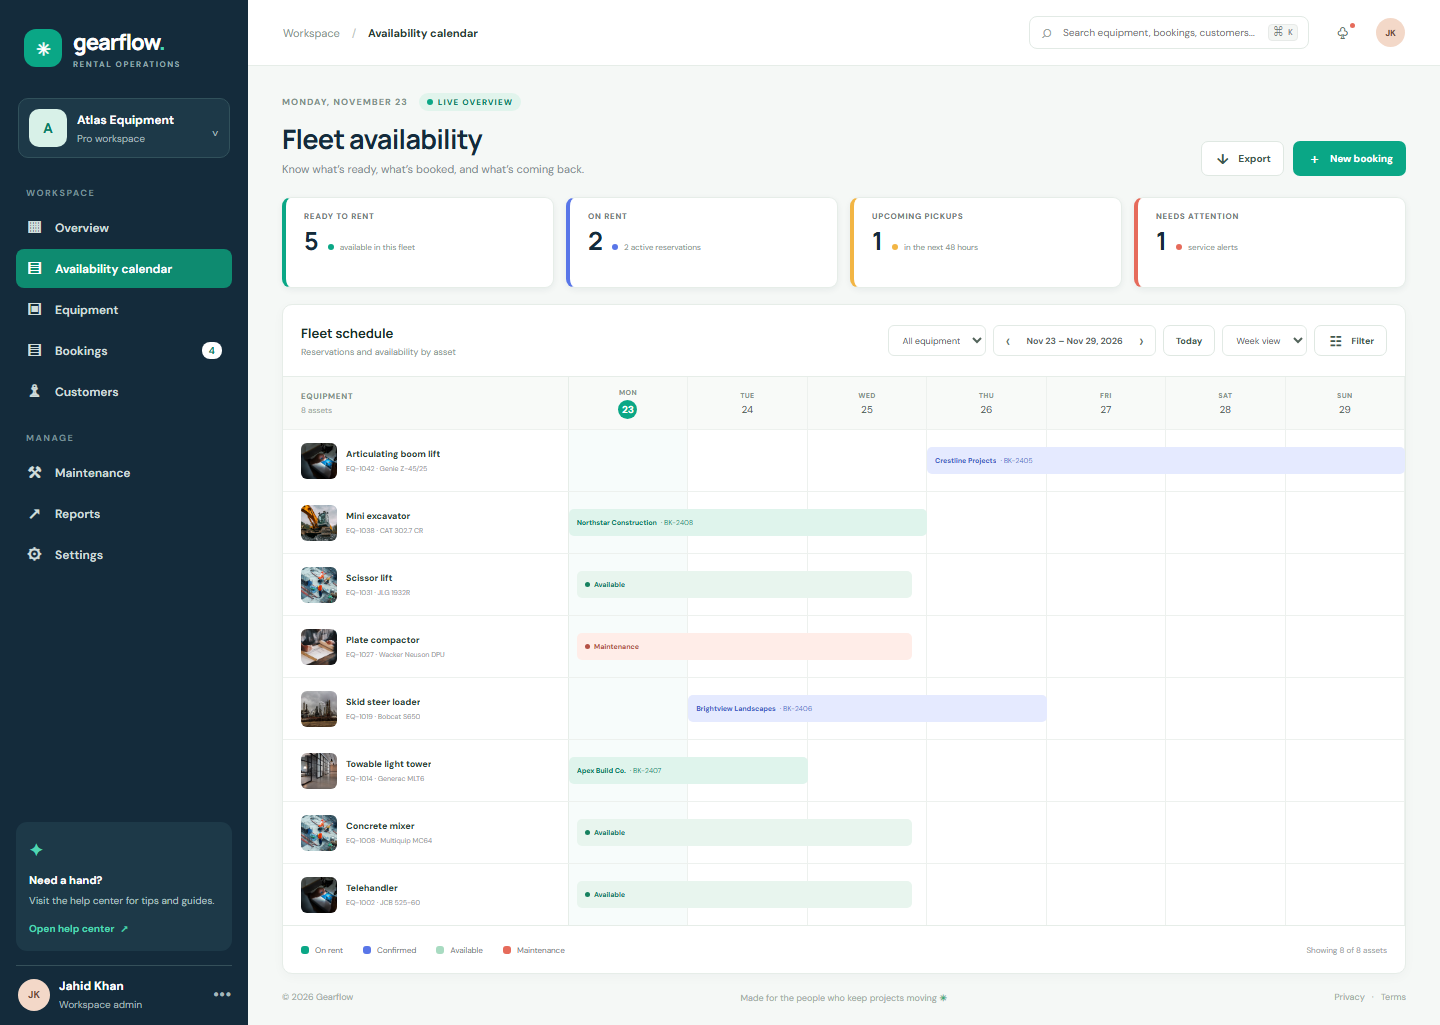 gearflow.
RENTAL OPERATIONS
A
Atlas Equipment
Pro workspace
WORKSPACE
Overview
Availability calendar
Equipment
Bookings
4
Customers
MANAGE
Maintenance
Reports
Settings
Need a hand?
Visit the help center for tips and guides.
Open help center ↗
JK
Jahid Khan
Workspace admin
•••
Workspace / Availability calendar
Search equipment, bookings, customers...
⌘ K
JK
MONDAY, NOVEMBER 23
LIVE OVERVIEW
Fleet availability
Know what's ready, what's booked, and what's coming back.
Export
+ New booking
READY TO RENT
5 available in this fleet
ON RENT
2 2 active reservations
UPCOMING PICKUPS
1 in the next 48 hours
NEEDS ATTENTION
1 service alerts
Fleet schedule
Reservations and availability by asset
All equipment
‹ Nov 23 – Nov 29, 2026 ›
Today
Week view
Filter
EQUIPMENT
8 assets
MON
23
TUE
24
WED
25
THU
26
FRI
27
SAT
28
SUN
29
Articulating boom lift
EQ-1042 · Genie Z-45/25
Crestline Projects · BK-2405
Mini excavator
EQ-1038 · CAT 302.7 CR
Northstar Construction · BK-2408
Scissor lift
EQ-1031 · JLG 1932R
Available
Plate compactor
EQ-1027 · Wacker Neuson DPU
Maintenance
Skid steer loader
EQ-1019 · Bobcat S650
Brightview Landscapes · BK-2406
Towable light tower
EQ-1014 · Generac MLT6
Apex Build Co. · BK-2407
Concrete mixer
EQ-1008 · Multiquip MC64
Available
Telehandler
EQ-1002 · JCB 525-60
Available
On rent
Confirmed
Available
Maintenance
Showing 8 of 8 assets
© 2026 Gearflow
Made for the people who keep projects moving
Privacy · Terms